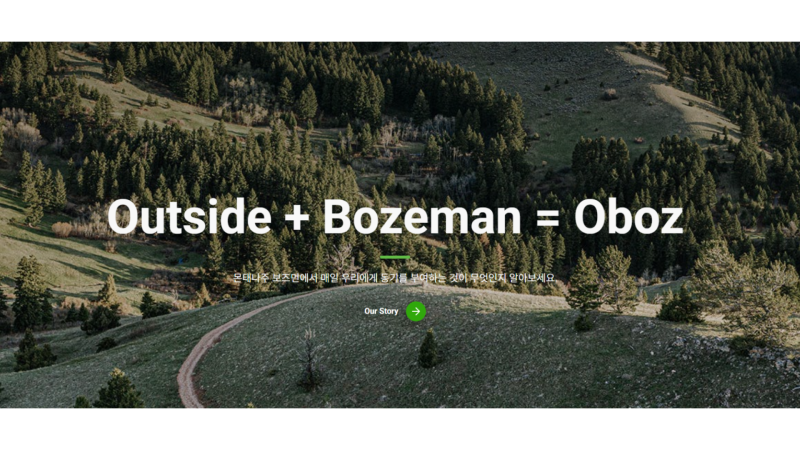 Outside + Bozeman = Oboz
몬태나주 보즈먼에서 매일 우리에게 동기를 부여하는 것이 무엇인지 알아보세요.
Our Story